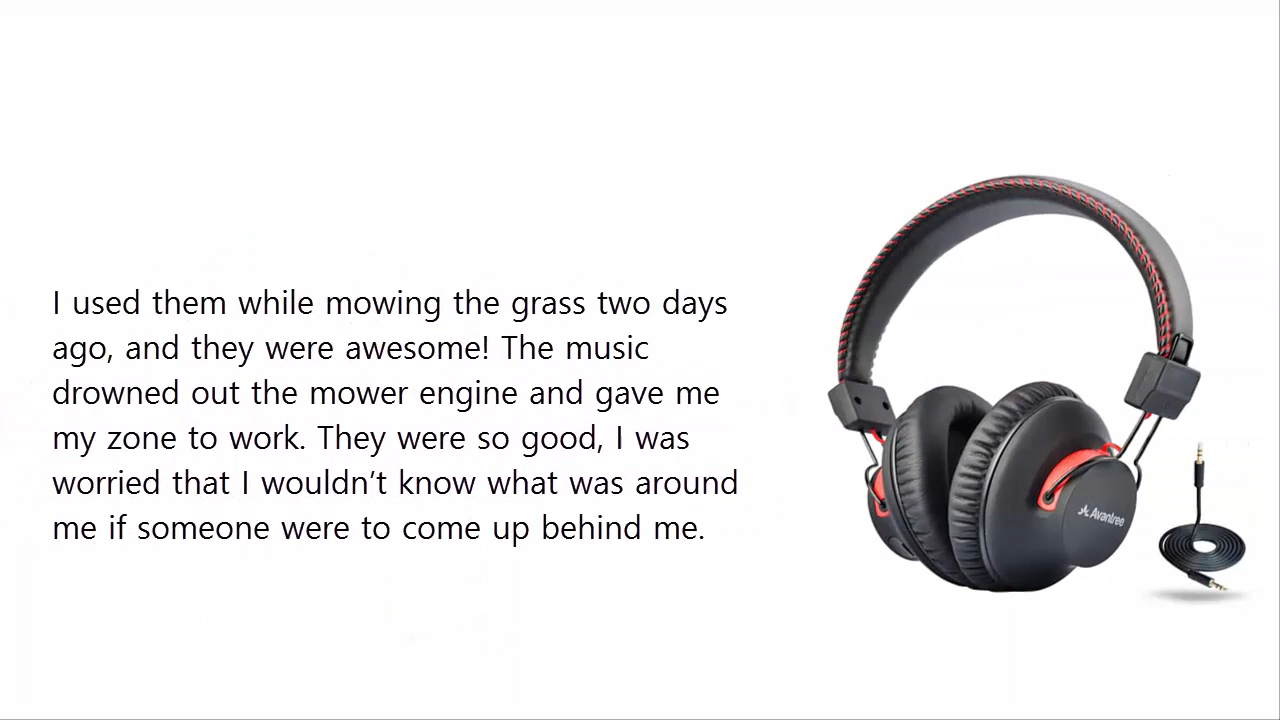 I used them while mowing the grass two days
ago, and they were awesome! The music
drowned out the mower engine and gave me
my zone to work. They were so good, I was
worried that I wouldn’t know what was around
me if someone were to come up behind me.
Avantree